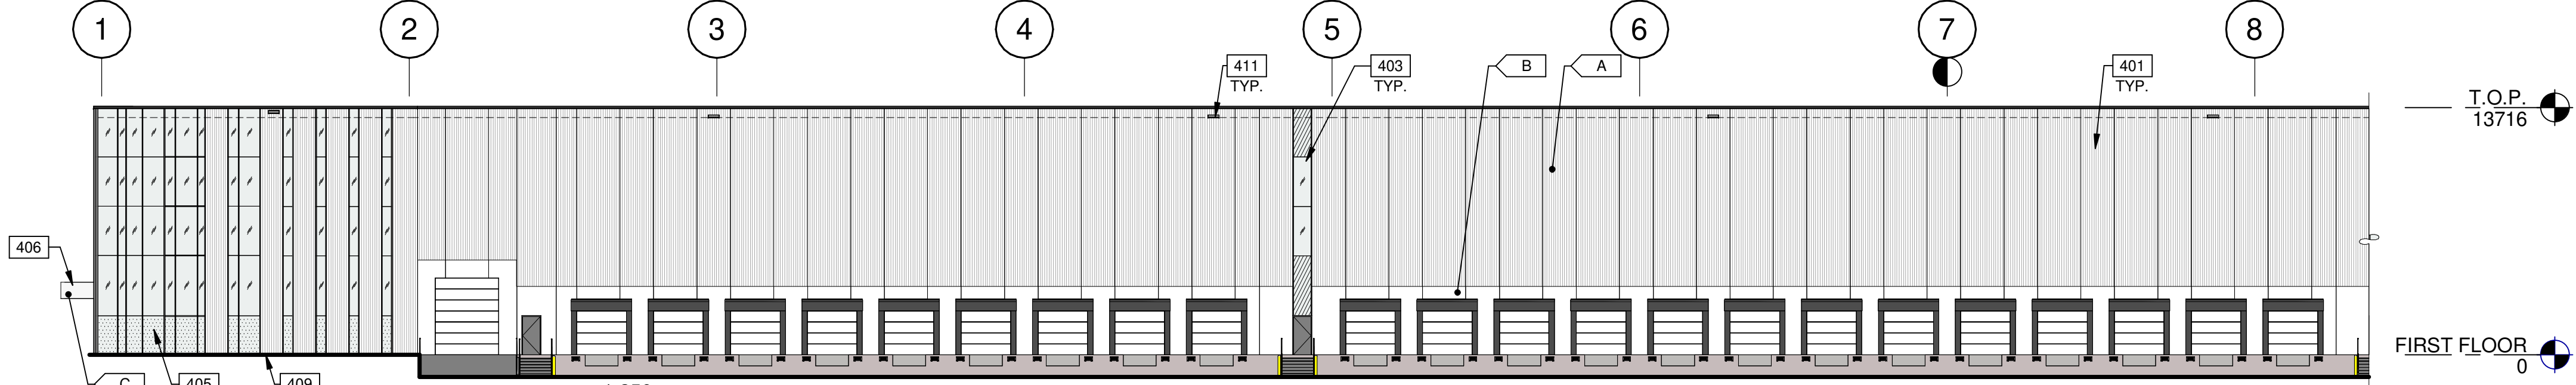 1 2 3 4 5 6 7 8
411
TYP.
403
TYP.
B
A
401
TYP.
T.O.P.
13716
406
FIRST FLOOR
0
C
405
409